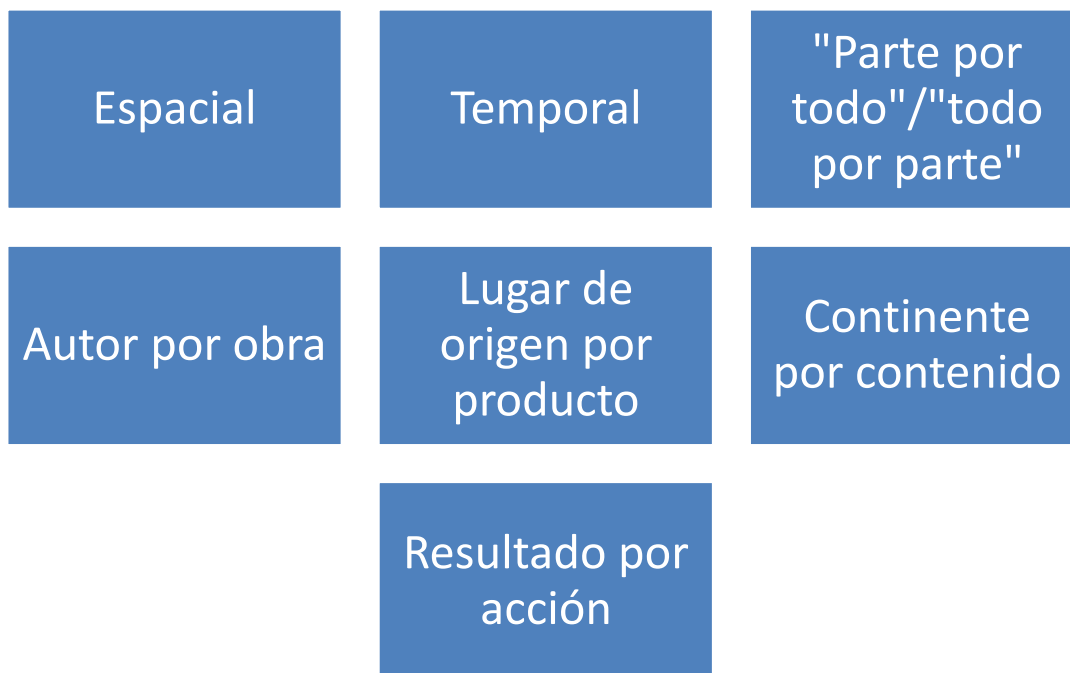 Espacial
Temporal
"Parte por
todo"/"todo
por parte"
Autor por obra
Lugar de
origen por
producto
Continente
por contenido
Resultado por
acción